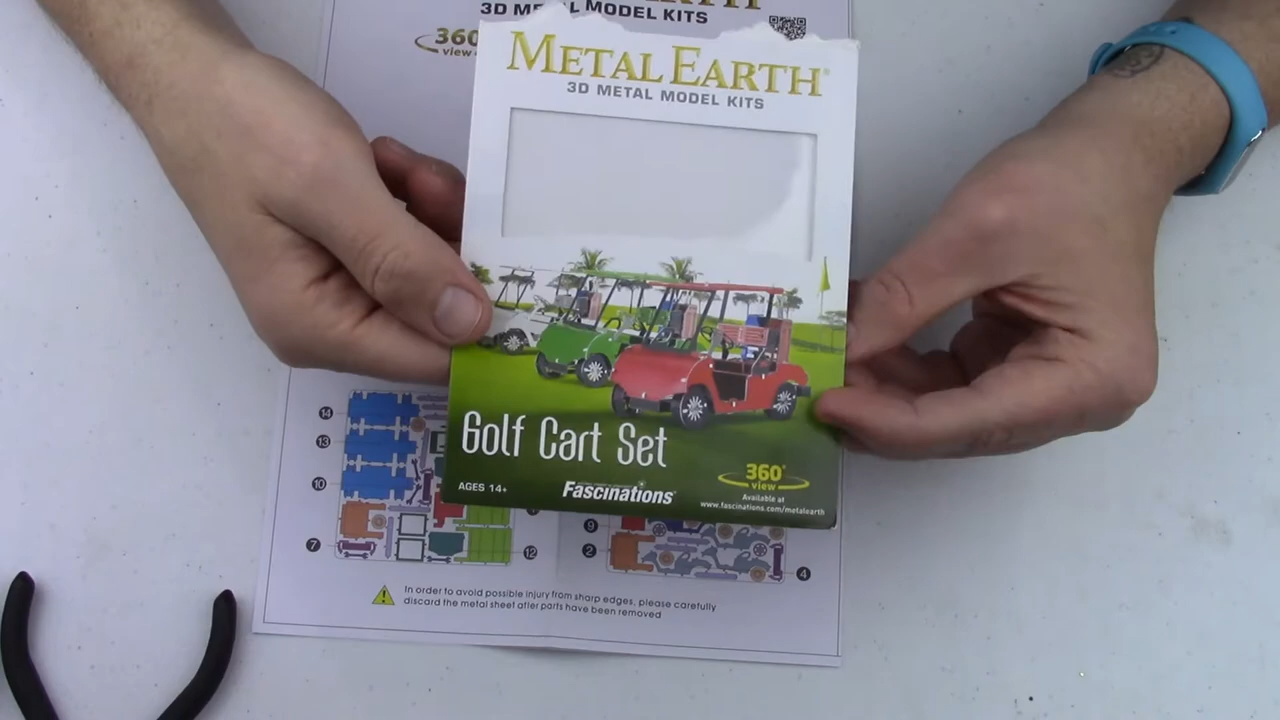 3D METAL MODEL KITS
360°
view
METAL EARTH®
3D METAL MODEL KITS
Golf Cart Set
AGES 14+
Fascinations®
360°
view
Available at
www.fascinations.com/metalearth
14
13
10
7
12
9
2
4
In order to avoid possible injury from sharp edges, please carefully
discard the metal sheet after parts have been removed